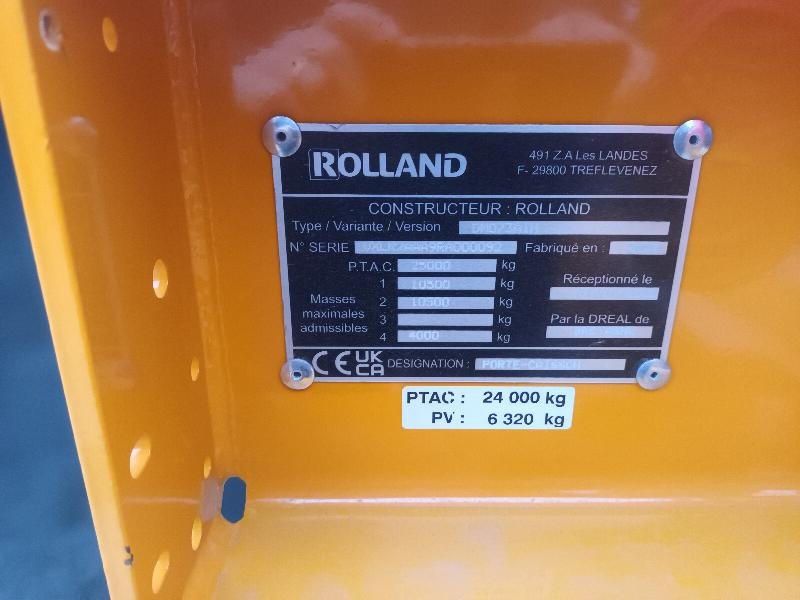 ROLLAND
491 Z.A Les LANDES
F- 29800 TREFLEVENEZ
CONSTRUCTEUR : ROLLAND
Type / Variante / Version
N° SERIE Fabriqué en :
P.T.A.C. 25000 kg
Masses maximales admissibles
1 10500 kg
2 10500 kg
3 kg
4 4000 kg
Réceptionné le
Par la DREAL de
CE UK CA DESIGNATION : PORTE-CAISSON
PTAC : 24 000 kg
PV : 6 320 kg